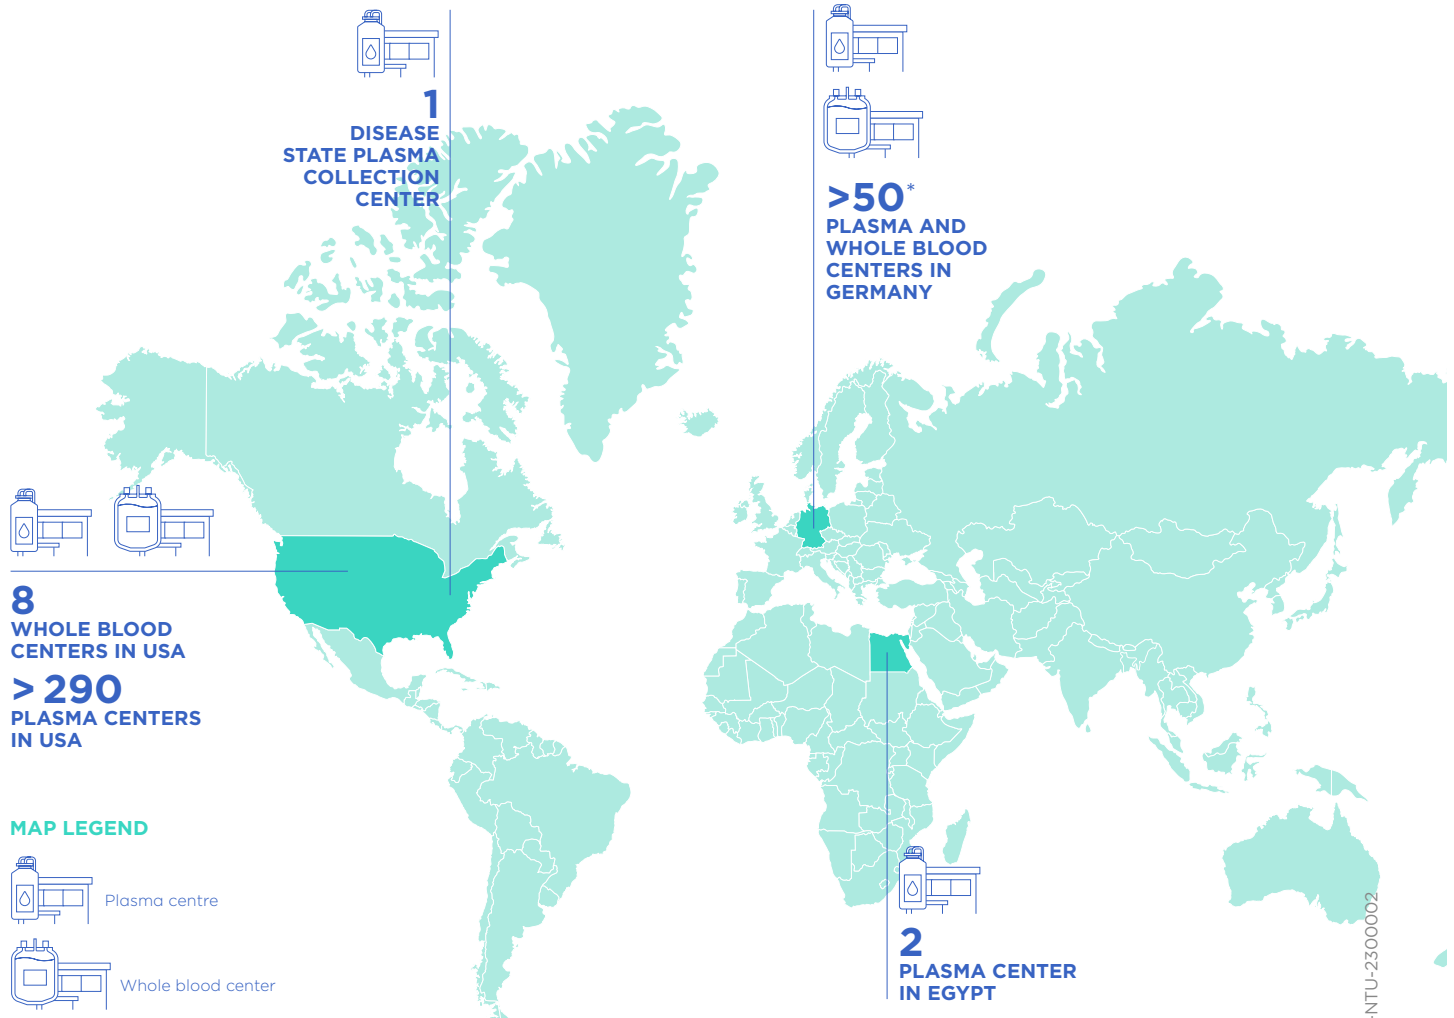 1
DISEASE
STATE PLASMA
COLLECTION
CENTER
>50*
PLASMA AND
WHOLE BLOOD
CENTERS IN
GERMANY
8
WHOLE BLOOD
CENTERS IN USA
> 290
PLASMA CENTERS
IN USA
MAP LEGEND
Plasma centre
Whole blood center
2
PLASMA CENTER
IN EGYPT
-NTU-2300002